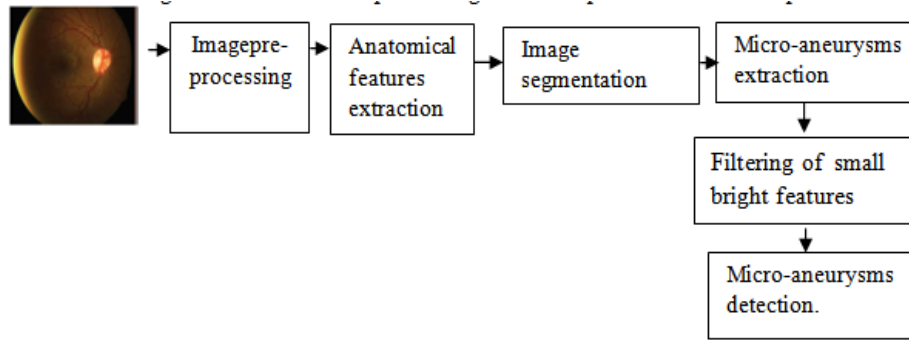 Imagepre-
processing
Anatomical
features
extraction
Image
segmentation
Micro-aneurysms
extraction
Filtering of small
bright features
Micro-aneurysms
detection.